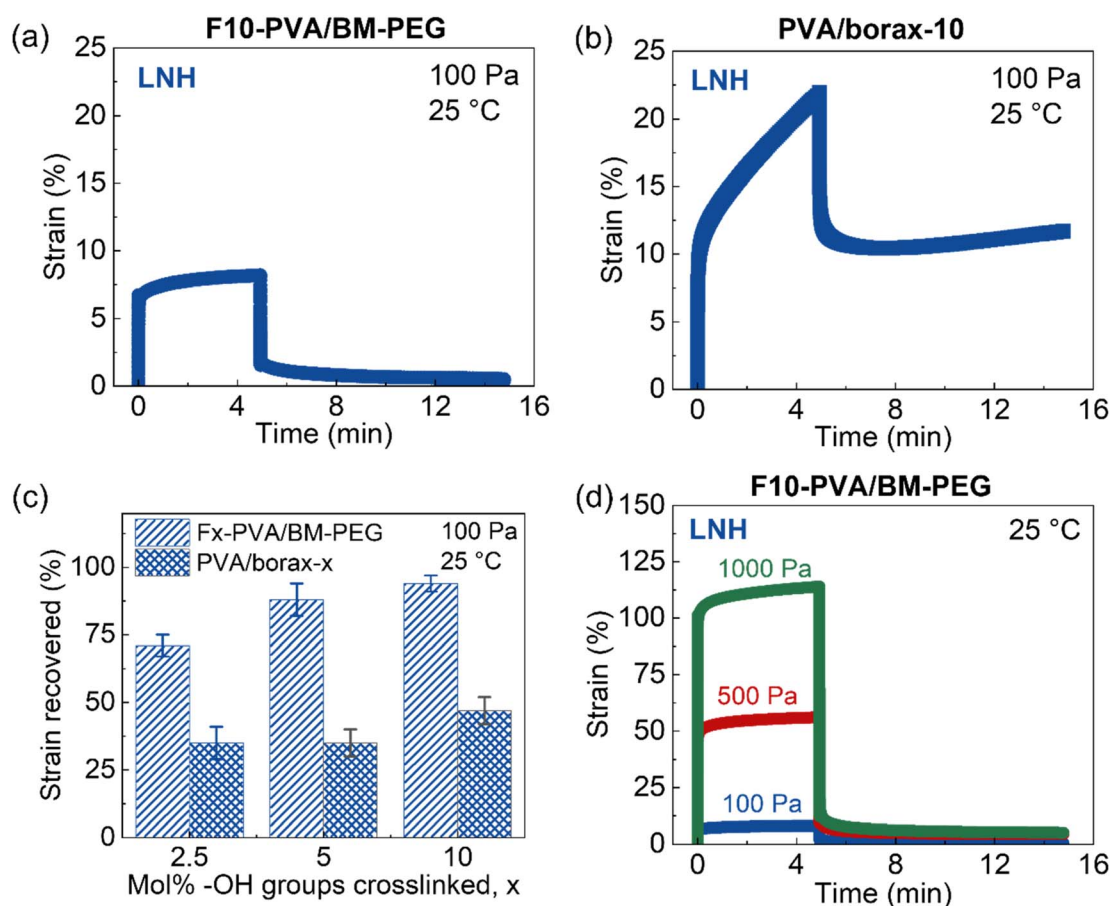 (a)
F10-PVA/BM-PEG
LNH
100 Pa
25 °C
Strain (%)
25
20
15
10
5
0
0 4 8 12 16
Time (min)
(b)
PVA/borax-10
LNH
100 Pa
25 °C
Strain (%)
25
20
15
10
5
0
0 4 8 12 16
Time (min)
(c)
Fx-PVA/BM-PEG
PVA/borax-x
100 Pa
25 °C
Strain recovered (%)
100
75
50
25
0
2.5 5 10
Mol% -OH groups crosslinked, x
(d)
F10-PVA/BM-PEG
LNH
25 °C
1000 Pa
500 Pa
100 Pa
Strain (%)
150
125
100
75
50
25
0
0 4 8 12 16
Time (min)